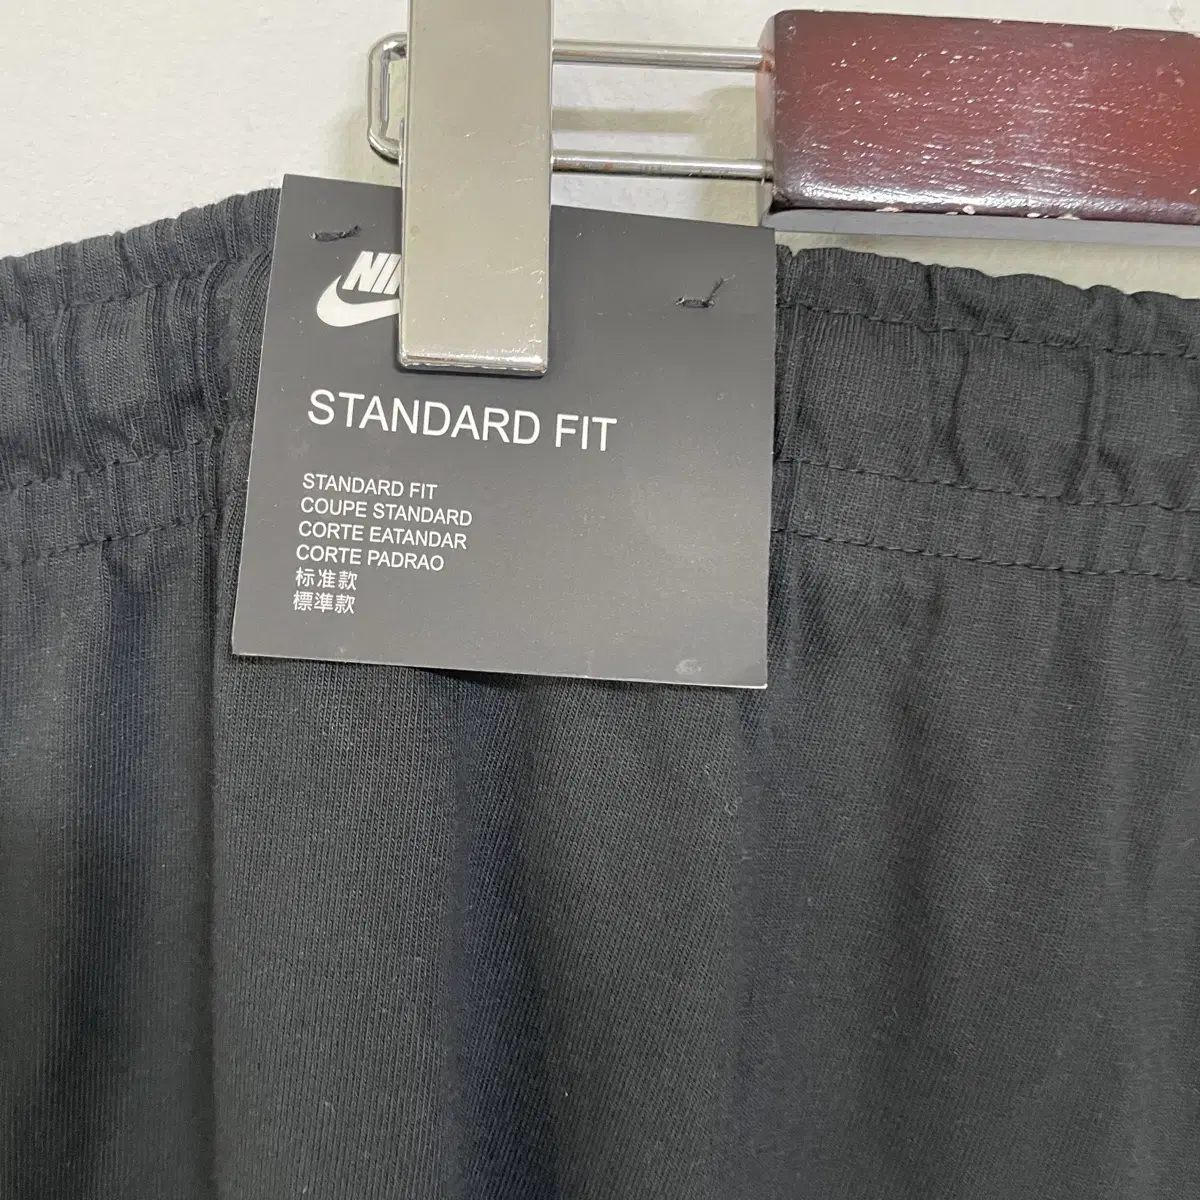 STANDARD FIT
STANDARD FIT
COUPE STANDARD
CORTE EATANDAR
CORTE PADRAO
标准款
標準款